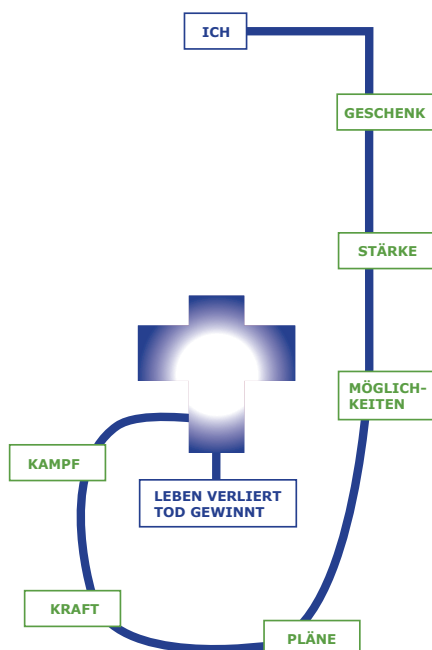 ICH
GESCHENK
STÄRKE
MÖGLICH-
KEITEN
PLÄNE
KRAFT
KAMPF
LEBEN VERLIERT
TOD GEWINNT